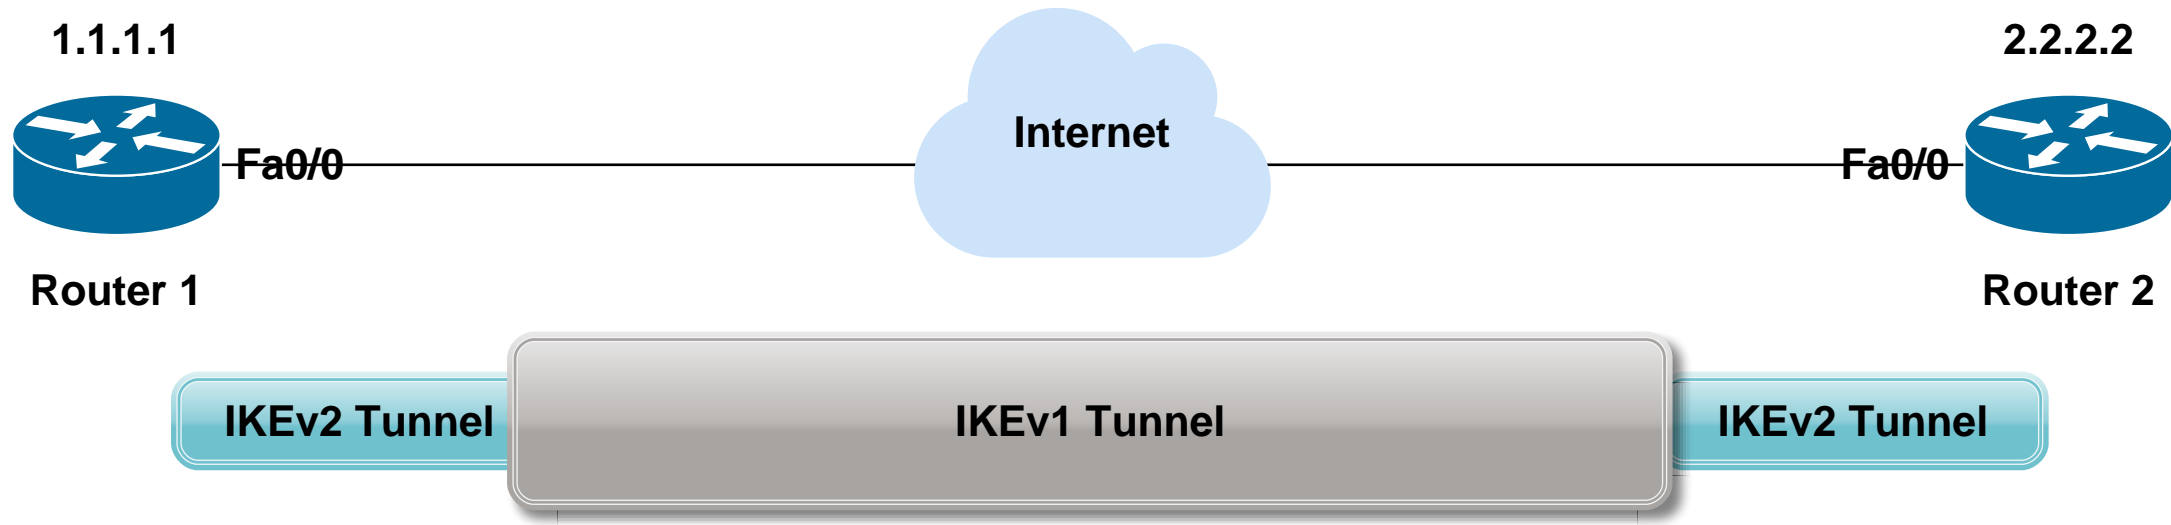 1.1.1.1
2.2.2.2
Internet
Fa0/0
Fa0/0
Router 1
Router 2
IKEv2 Tunnel
IKEv1 Tunnel
IKEv2 Tunnel